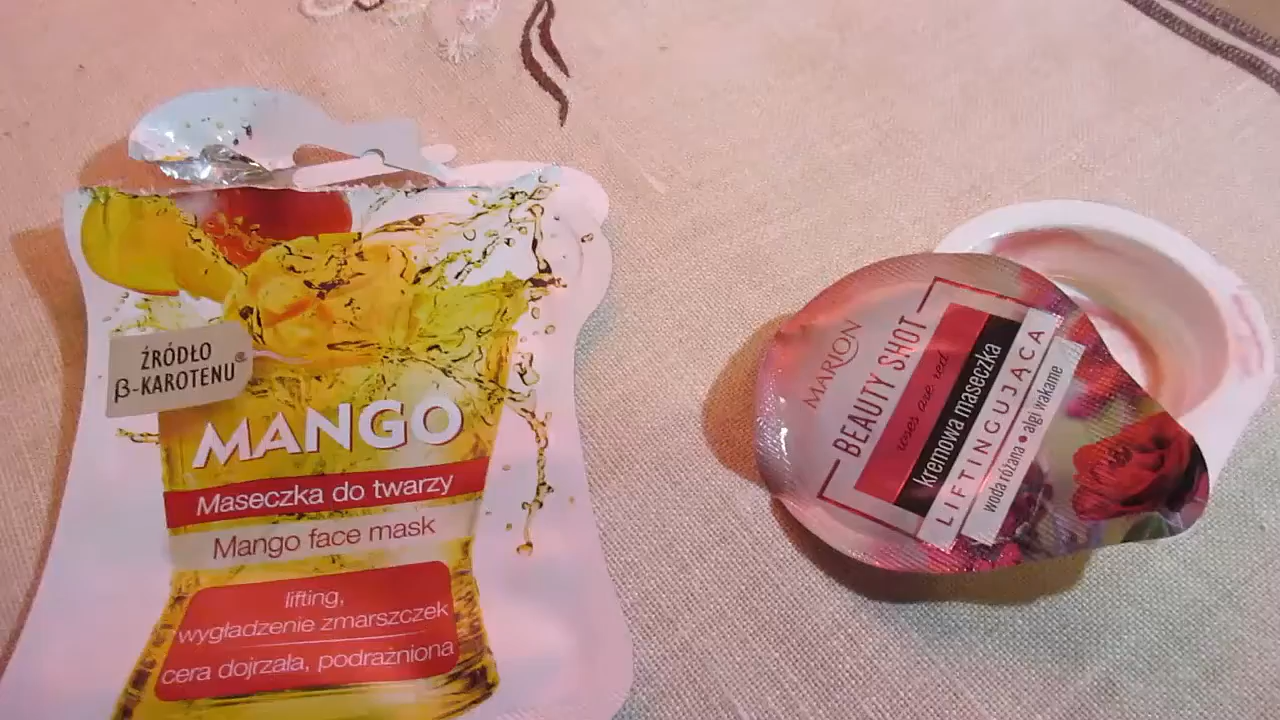 ŹRÓDŁO
β-KAROTENU®
MANGO
Maseczka do twarzy
Mango face mask
lifting,
wygładzenie zmarszczek
cera dojrzała, podrażniona
MARION
BEAUTY SHOT
roses are red
kremowa maseczka
LIFTINGUJĄCA
woda różana • algi wakame